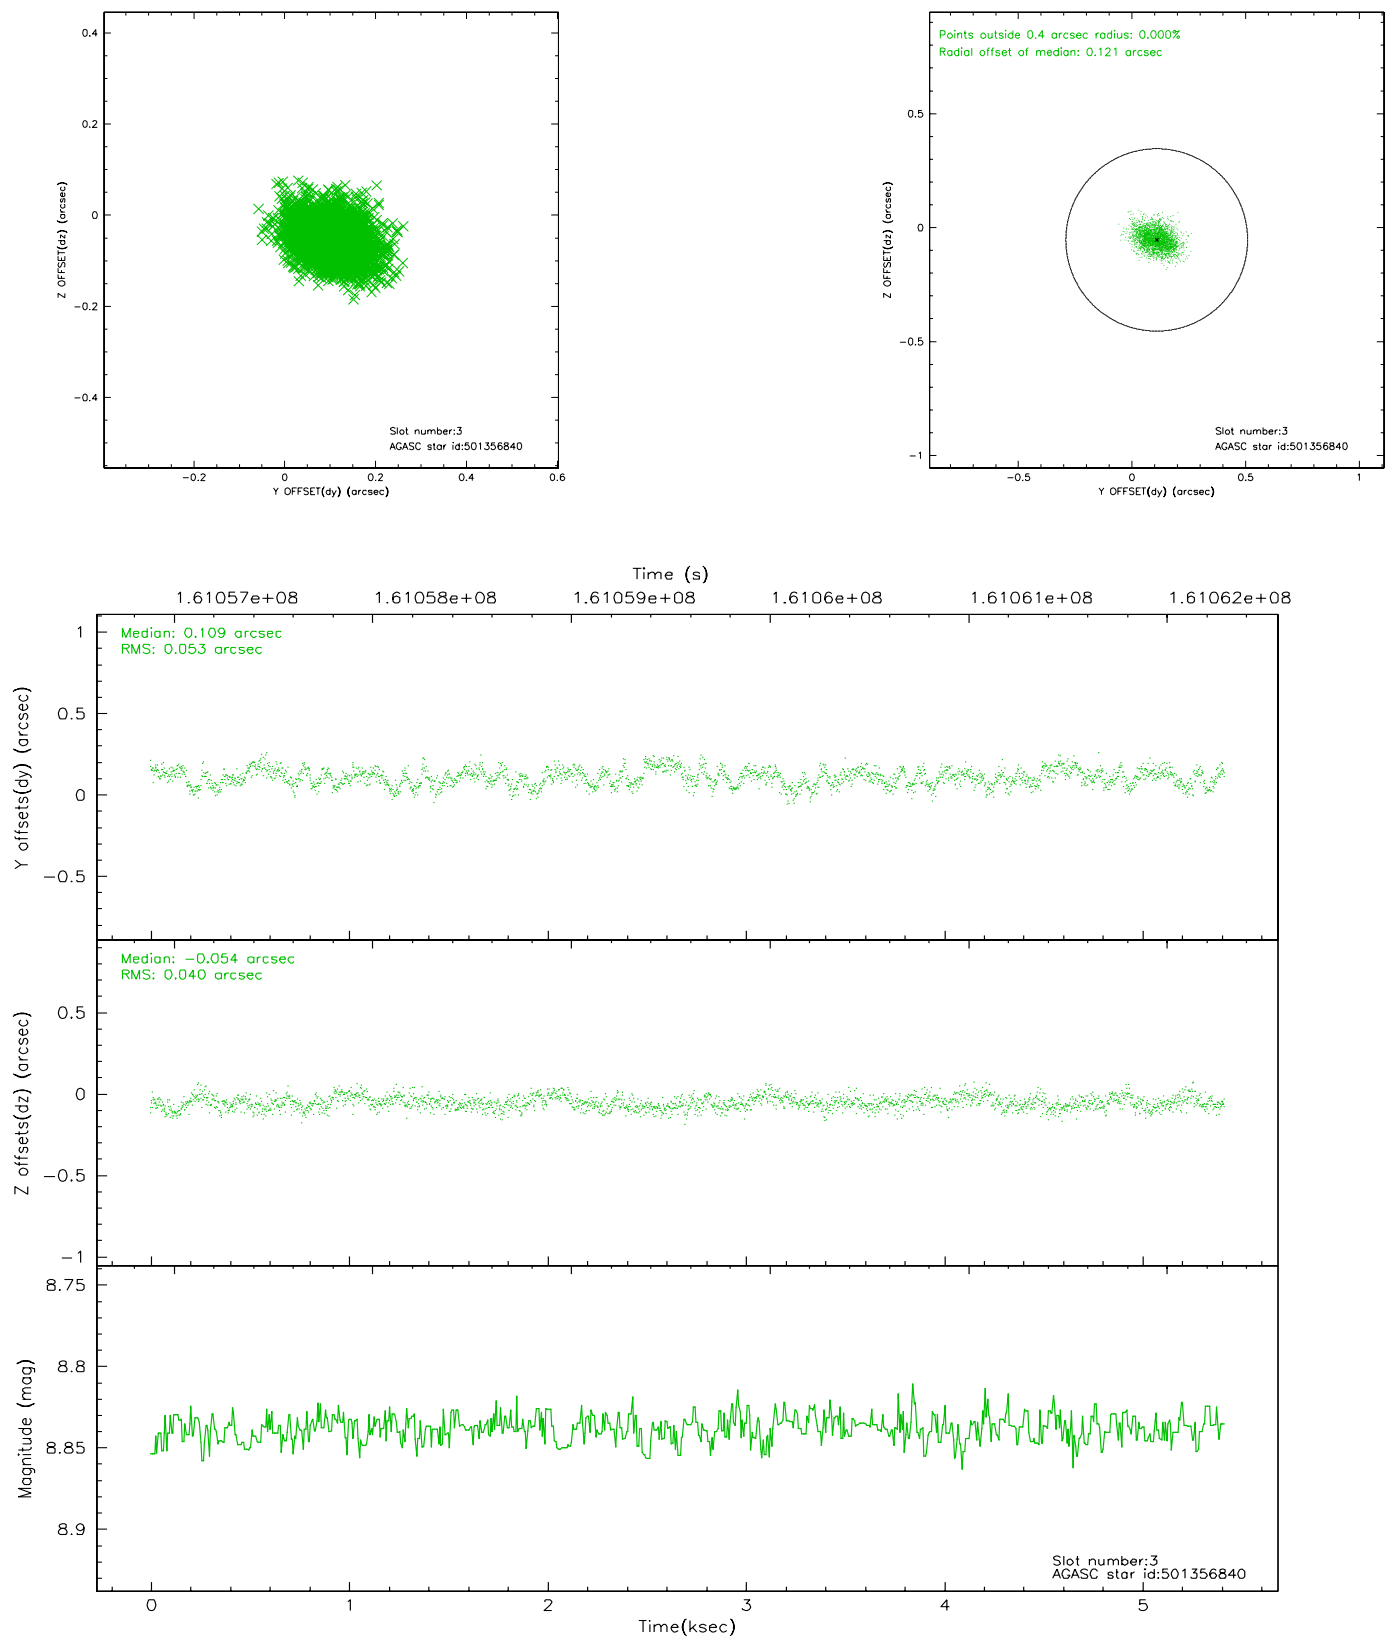 0.4
0.2
0
−0.2
−0.4
Z OFFSET(dz) (arcsec)
−0.2
0
0.2
0.4
0.6
Y OFFSET(dy) (arcsec)
Slot number:3
AGASC star id:501356840
Points outside 0.4 arcsec radius: 0.000%
Radial offset of median: 0.121 arcsec
0.5
0
−0.5
−1
Z OFFSET(dz) (arcsec)
−0.5
0
0.5
1
Y OFFSET(dy) (arcsec)
Slot number:3
AGASC star id:501356840
Time (s)
1.61057e+08
1.61058e+08
1.61059e+08
1.6106e+08
1.61061e+08
1.61062e+08
Median: 0.109 arcsec
RMS: 0.053 arcsec
1
0.5
0
−0.5
Y offsets(dy) (arcsec)
Median: −0.054 arcsec
RMS: 0.040 arcsec
0.5
0
−0.5
−1
Z offsets(dz) (arcsec)
8.75
8.8
8.85
8.9
Magnitude (mag)
Slot number:3
AGASC star id:501356840
0
1
2
3
4
5
Time(ksec)